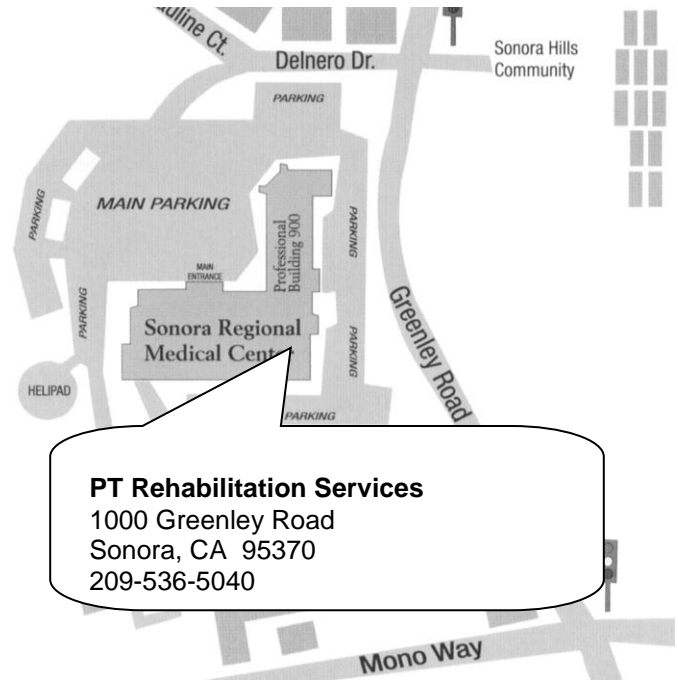 uline Ct.
Delnero Dr.
Sonora Hills
Community
PARKING
PARKING
MAIN PARKING
Professional
Building 900
PARKING
MAIN
ENTRANCE
PARKING
Sonora Regional
Medical Center
PARKING
Greenley Road
HELIPAD
PARKING
PT Rehabilitation Services
1000 Greenley Road
Sonora, CA 95370
209-536-5040
Mono Way